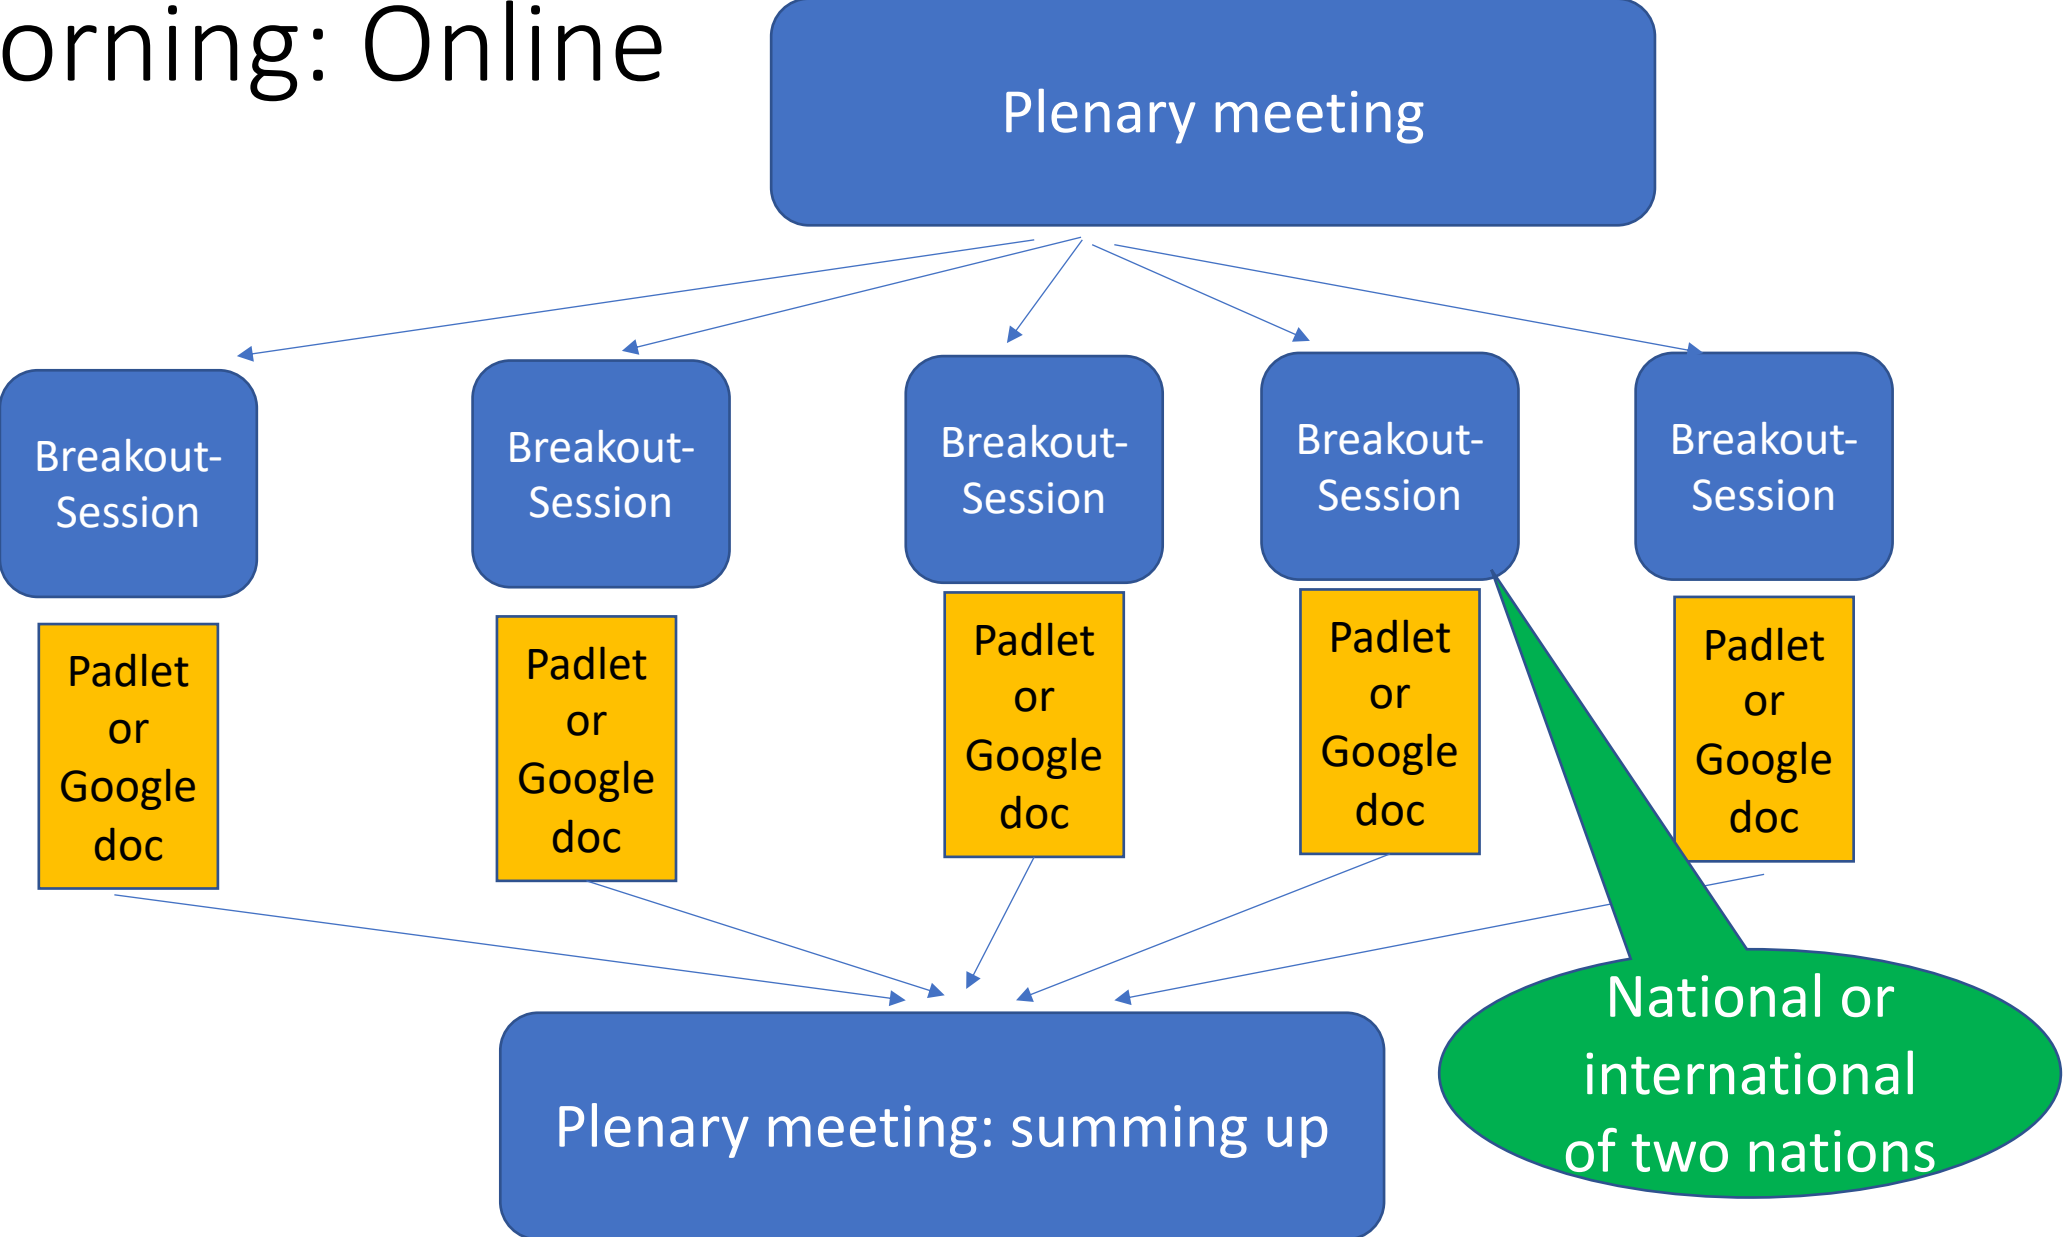 orning: Online
Plenary meeting
Breakout-
Session
Breakout-
Session
Breakout-
Session
Breakout-
Session
Breakout-
Session
Padlet
or
Google
doc
Padlet
or
Google
doc
Padlet
or
Google
doc
Padlet
or
Google
doc
Padlet
or
Google
doc
Plenary meeting: summing up
National or
international
of two nations